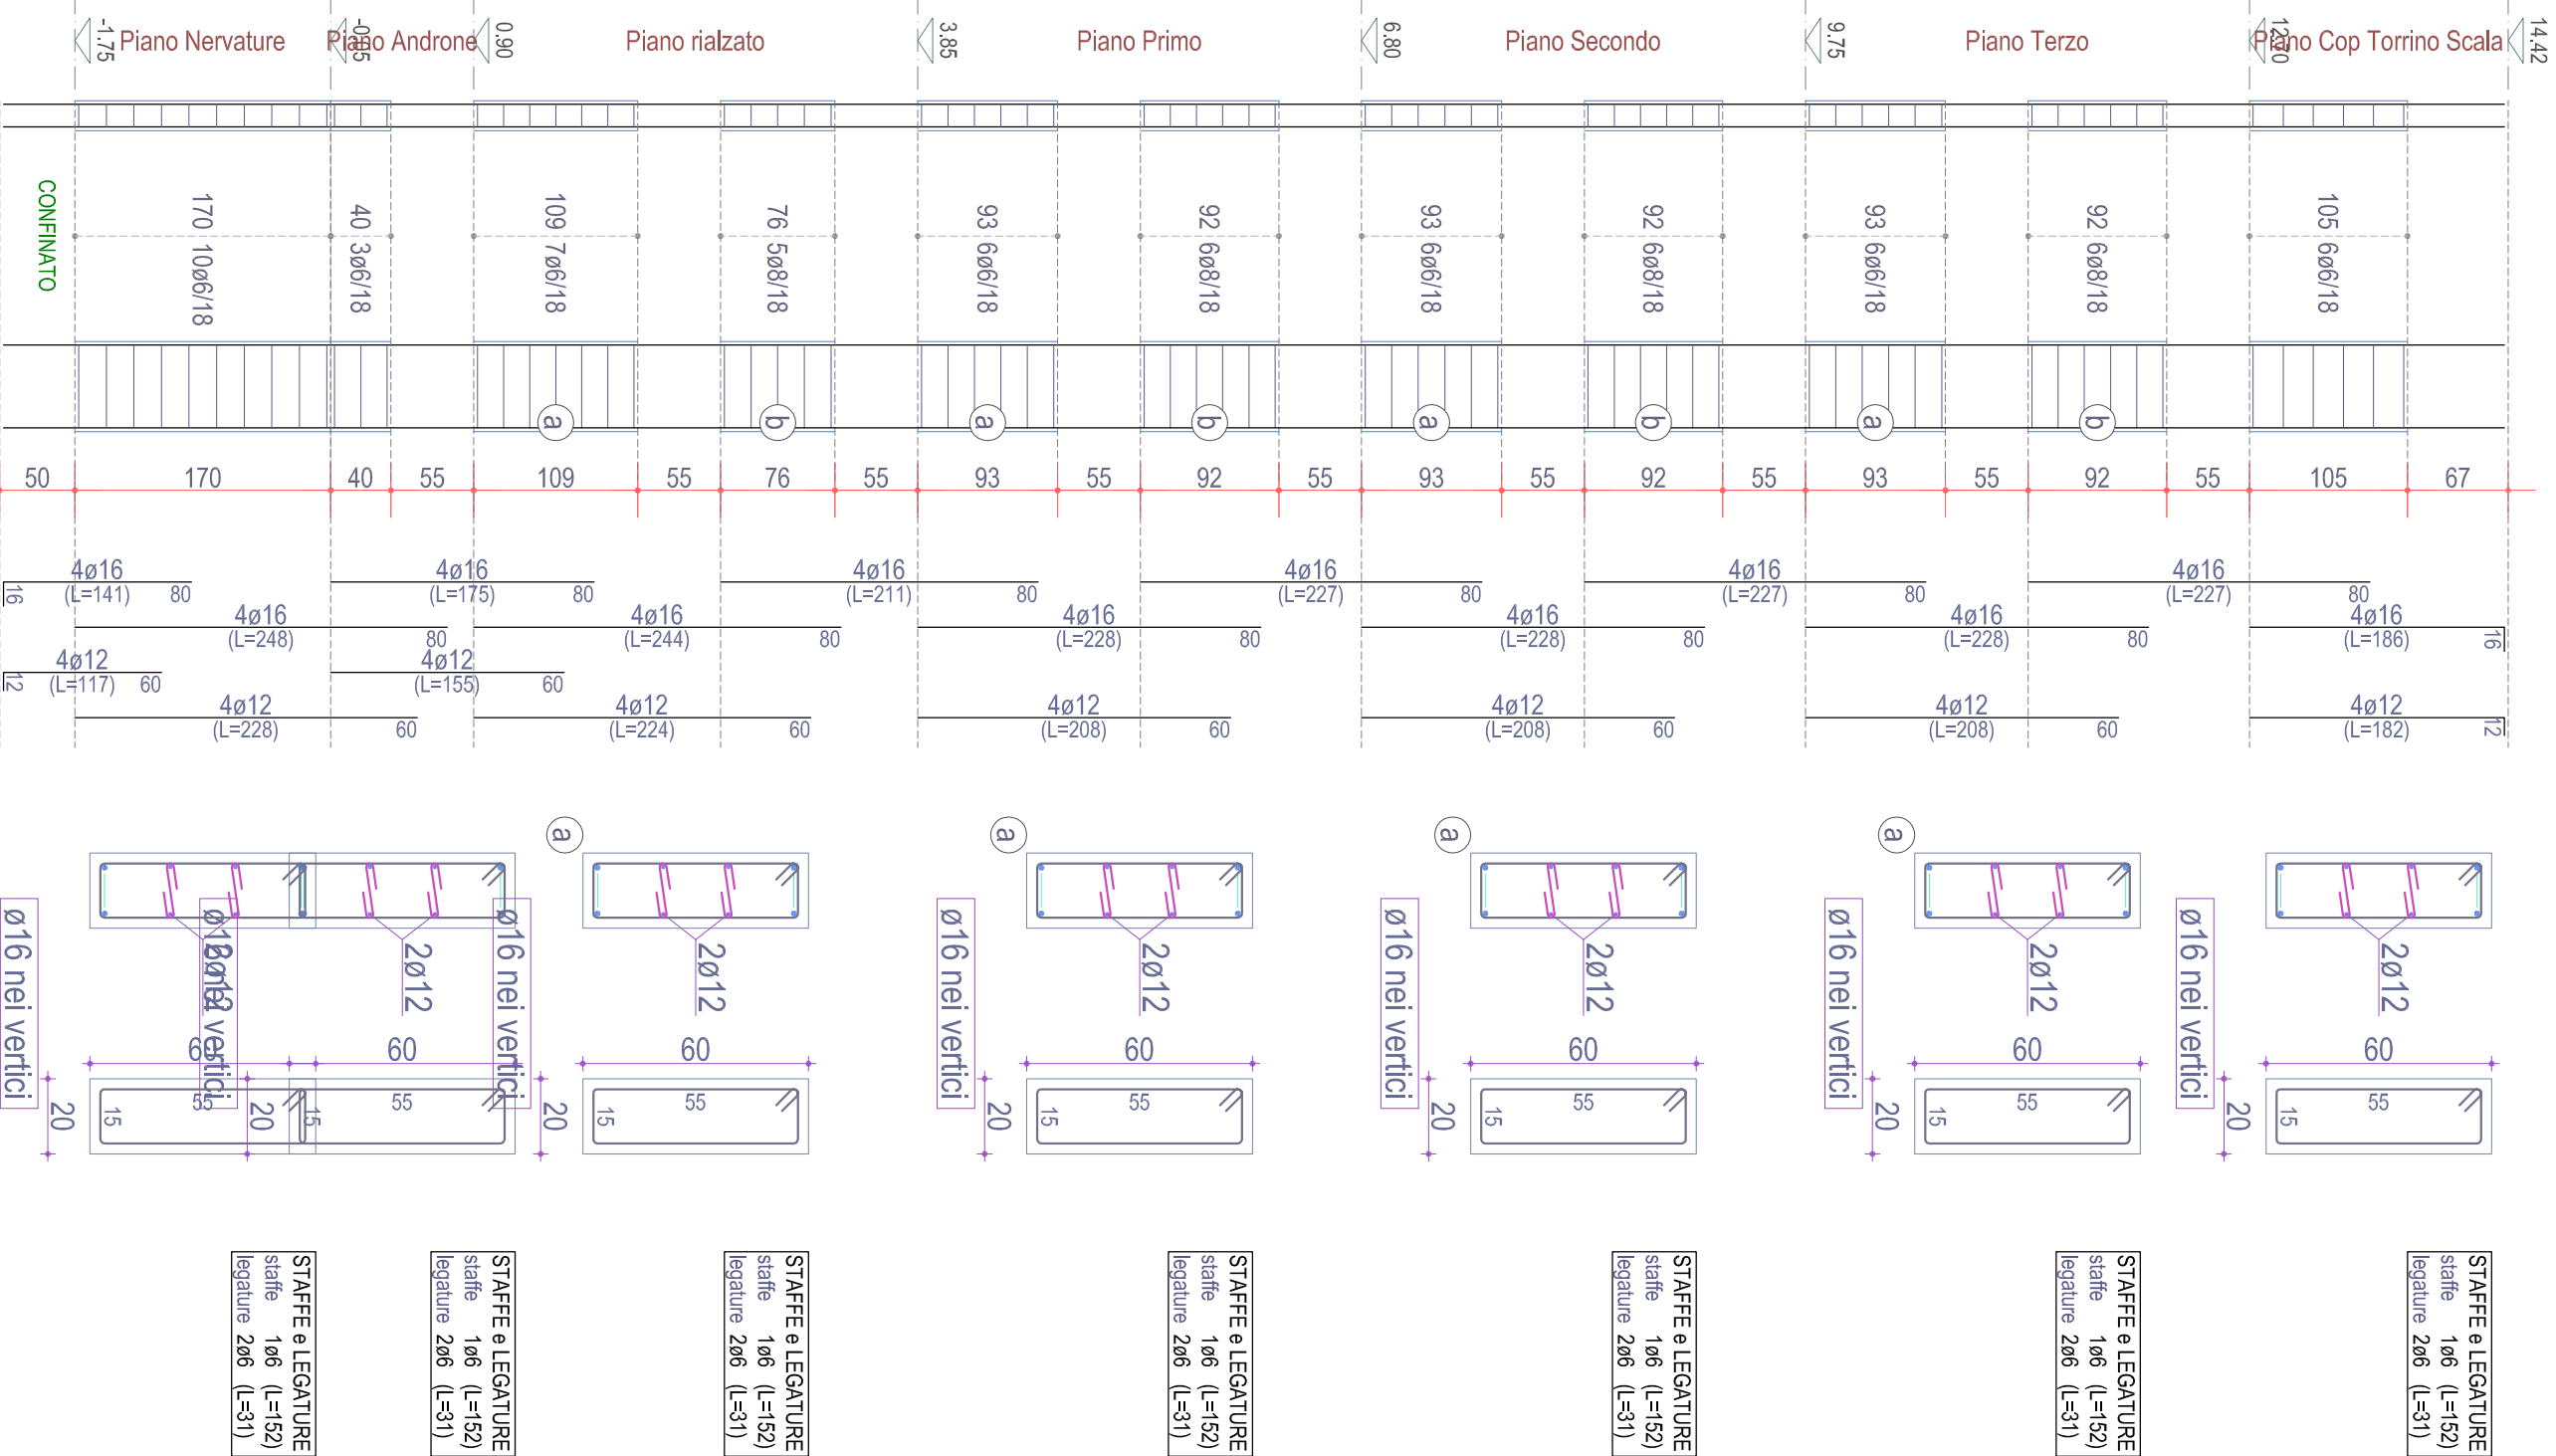 -1.75
Piano Nervature
-0.05
Piano Androne
0.90
Piano rialzato
3.85
Piano Primo
6.80
Piano Secondo
9.75
Piano Terzo
12.70
Piano Cop Torrino Scala
14.42
CONFINATO
170 10ø6/18
40 3ø6/18
109 7ø6/18
76 5ø8/18
93 6ø6/18
92 6ø8/18
93 6ø6/18
92 6ø8/18
93 6ø6/18
92 6ø8/18
105 6ø6/18
a b a b a b a b
50 170 40 55 109 55 76 55 93 55 92 55 93 55 92 55 93 55 92 55 105 67
4ø16 4ø16 4ø16 4ø16 4ø16 4ø16
16 (L=141) 80 (L=175) 80 (L=211) 80 (L=227) 80 (L=227) 80 (L=227) 80
4ø16 4ø16 4ø16 4ø16 4ø16 4ø16
(L=248) 80 (L=244) 80 (L=228) 80 (L=228) 80 (L=228) 80 (L=186) 16
4ø12 4ø12
12 (L=117) 60 (L=155) 60
4ø12 4ø12 4ø12 4ø12 4ø12 4ø12
(L=228) 60 (L=224) 60 (L=208) 60 (L=208) 60 (L=208) 60 (L=182) 12
a a a a
ø16 nei vertici
ø16 nei vertici
2ø12
ø16 nei vertici
2ø12
ø16 nei vertici
2ø12
ø16 nei vertici
2ø12
ø16 nei vertici
2ø12
ø16 nei vertici
2ø12
60 60 60 60 60 60
20 15 55 20 15 55 20 15 55 20 15 55 20 15 55 20 15 55 20 15 55
STAFFE e LEGATURE
staffe 1ø6 (L=152)
legature 2ø6 (L=31)
STAFFE e LEGATURE
staffe 1ø6 (L=152)
legature 2ø6 (L=31)
STAFFE e LEGATURE
staffe 1ø6 (L=152)
legature 2ø6 (L=31)
STAFFE e LEGATURE
staffe 1ø6 (L=152)
legature 2ø6 (L=31)
STAFFE e LEGATURE
staffe 1ø6 (L=152)
legature 2ø6 (L=31)
STAFFE e LEGATURE
staffe 1ø6 (L=152)
legature 2ø6 (L=31)
STAFFE e LEGATURE
staffe 1ø6 (L=152)
legature 2ø6 (L=31)